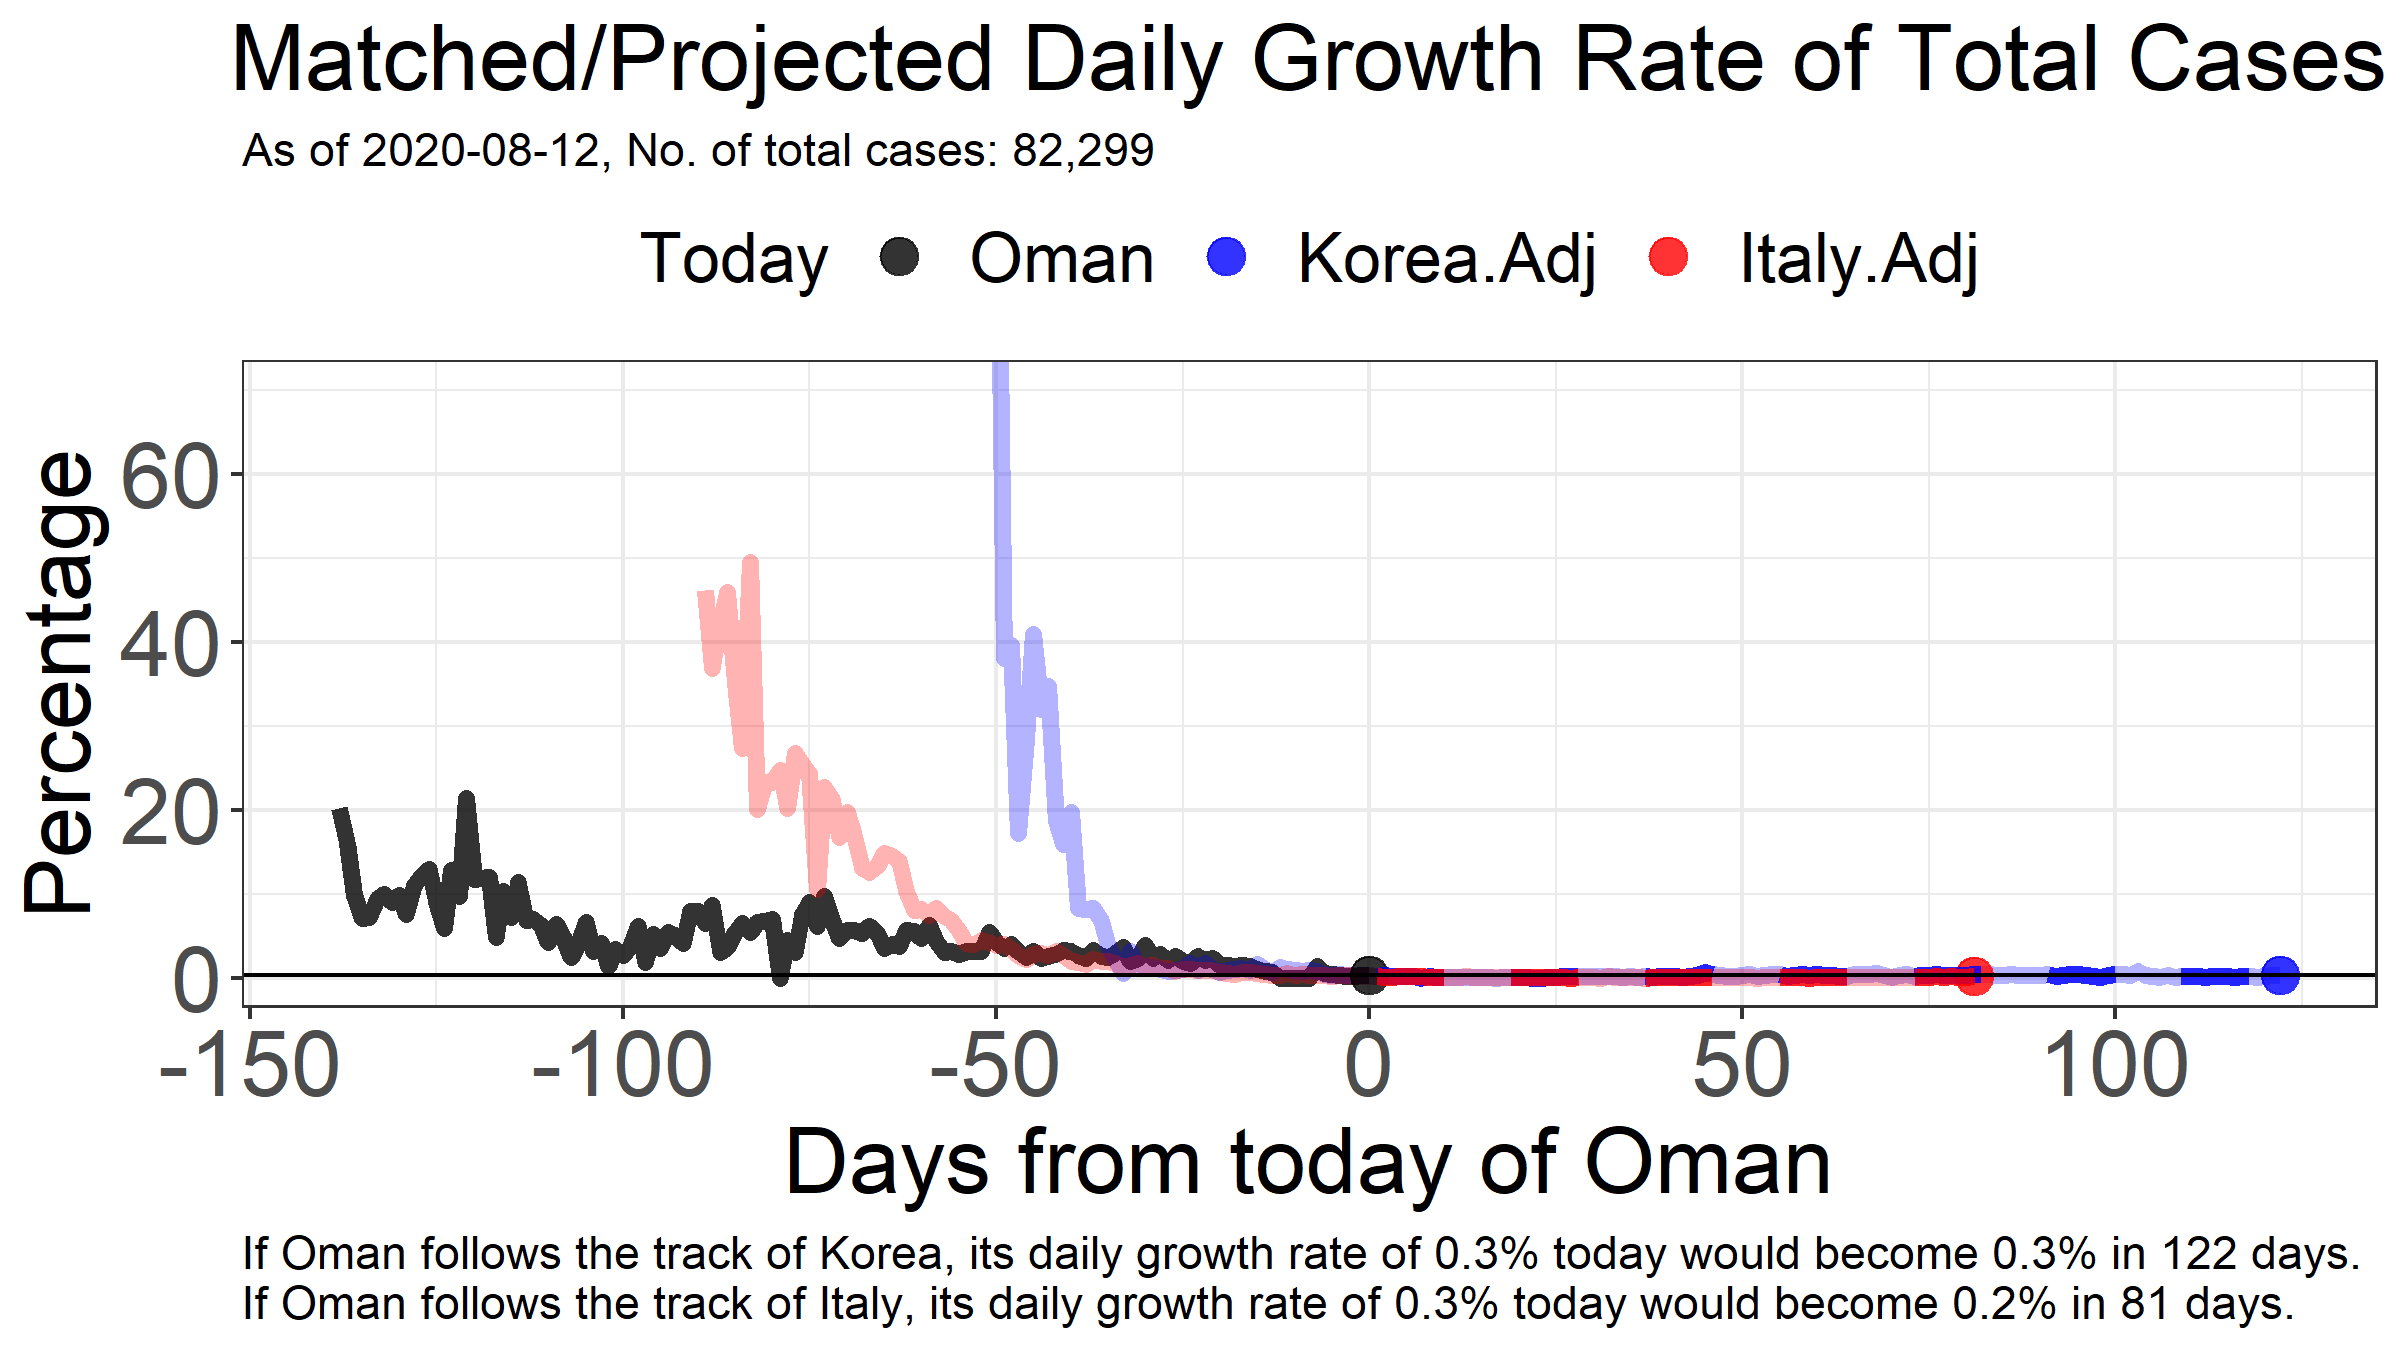 Matched/Projected Daily Growth Rate of Total Cases
As of 2020-08-12, No. of total cases: 82,299
Today Oman Korea.Adj Italy.Adj
Percentage
60
40
20
0
-150 -100 -50 0 50 100
Days from today of Oman
If Oman follows the track of Korea, its daily growth rate of 0.3% today would become 0.3% in 122 days.
If Oman follows the track of Italy, its daily growth rate of 0.3% today would become 0.2% in 81 days.